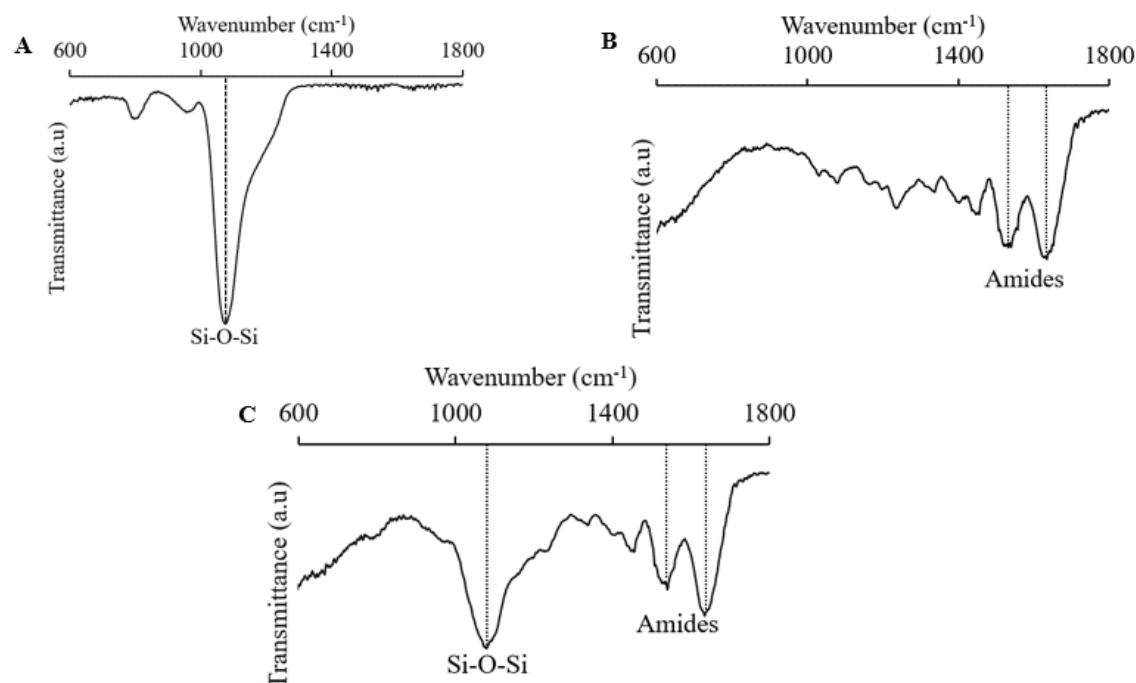 A
Wavenumber (cm-1)
600 1000 1400 1800
Transmittance (a.u)
Si-O-Si
B
Wavenumber (cm-1)
600 1000 1400 1800
Transmittance (a.u)
Amides
C
Wavenumber (cm-1)
600 1000 1400 1800
Transmittance (a.u)
Si-O-Si
Amides